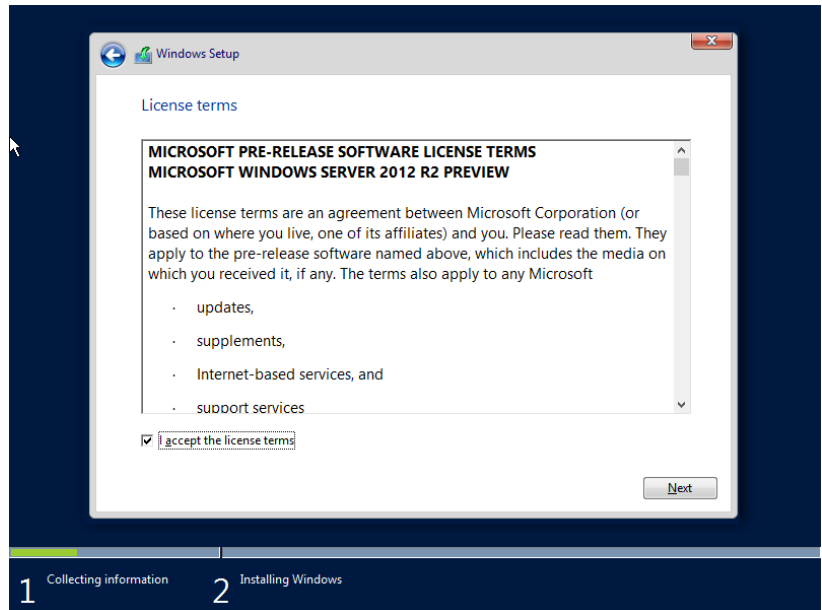 Windows Setup
License terms
MICROSOFT PRE-RELEASE SOFTWARE LICENSE TERMS
MICROSOFT WINDOWS SERVER 2012 R2 PREVIEW
These license terms are an agreement between Microsoft Corporation (or
based on where you live, one of its affiliates) and you. Please read them. They
apply to the pre-release software named above, which includes the media on
which you received it, if any. The terms also apply to any Microsoft
· updates,
· supplements,
· Internet-based services, and
· support services
I accept the license terms
Next
1 Collecting information 2 Installing Windows